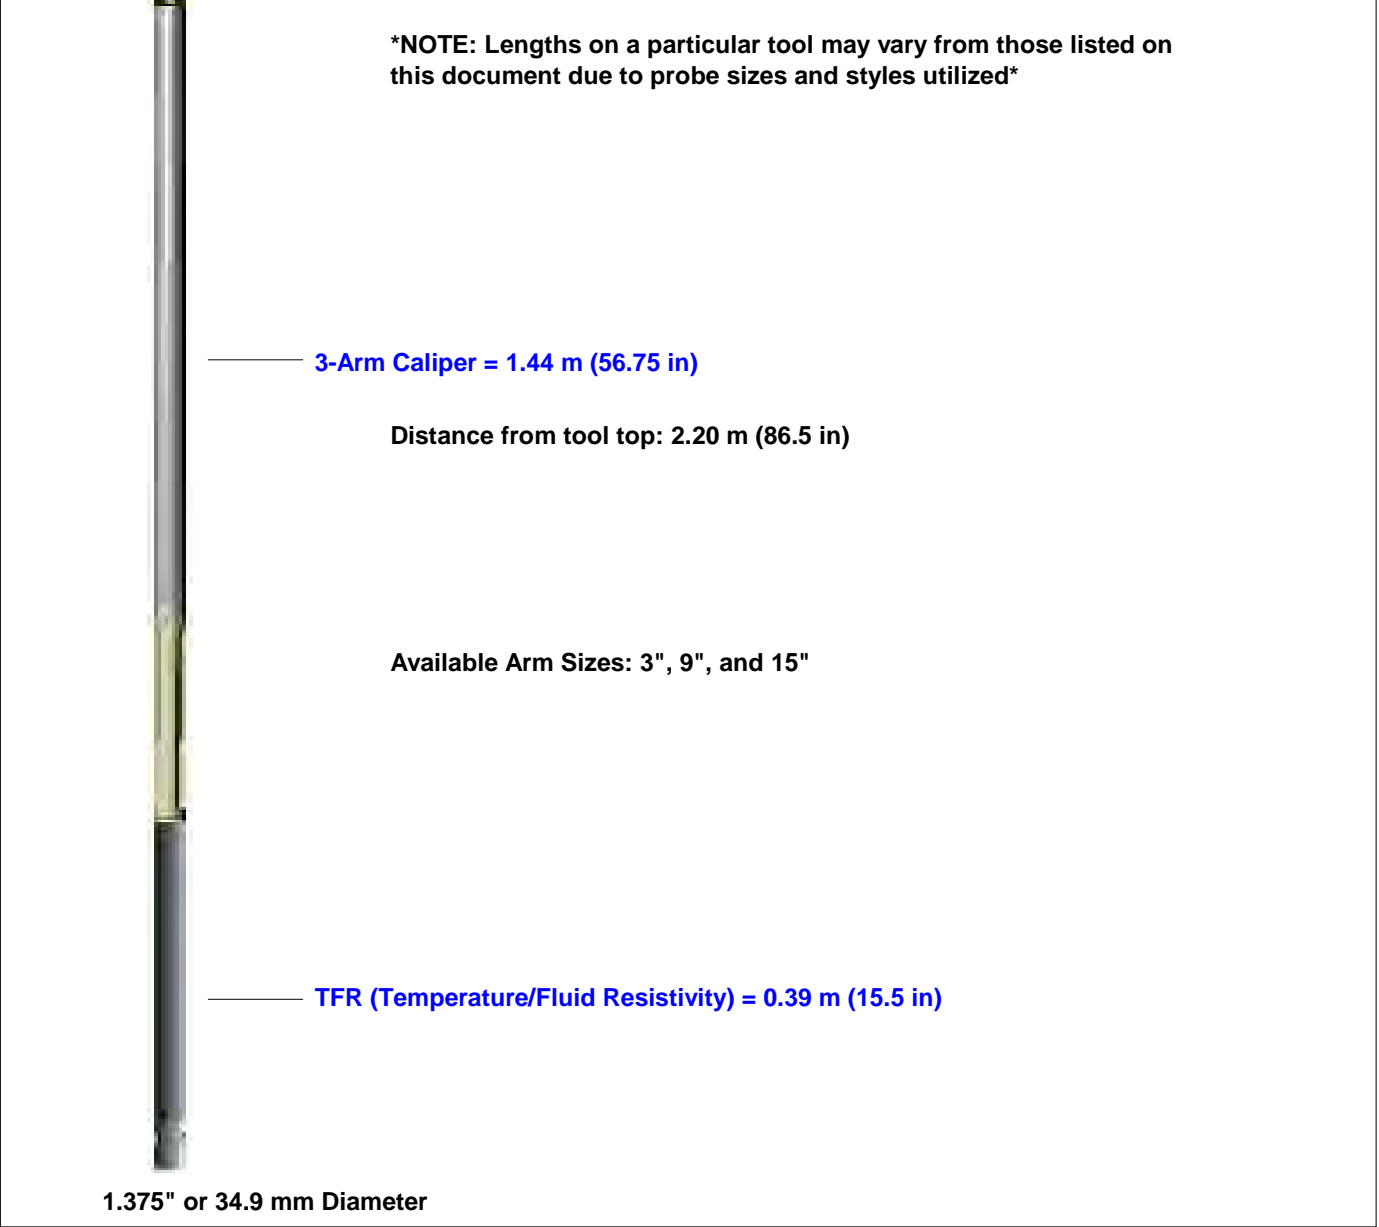 *NOTE: Lengths on a particular tool may vary from those listed on
this document due to probe sizes and styles utilized*
3-Arm Caliper = 1.44 m (56.75 in)
Distance from tool top: 2.20 m (86.5 in)
Available Arm Sizes: 3", 9", and 15"
TFR (Temperature/Fluid Resistivity) = 0.39 m (15.5 in)
1.375" or 34.9 mm Diameter